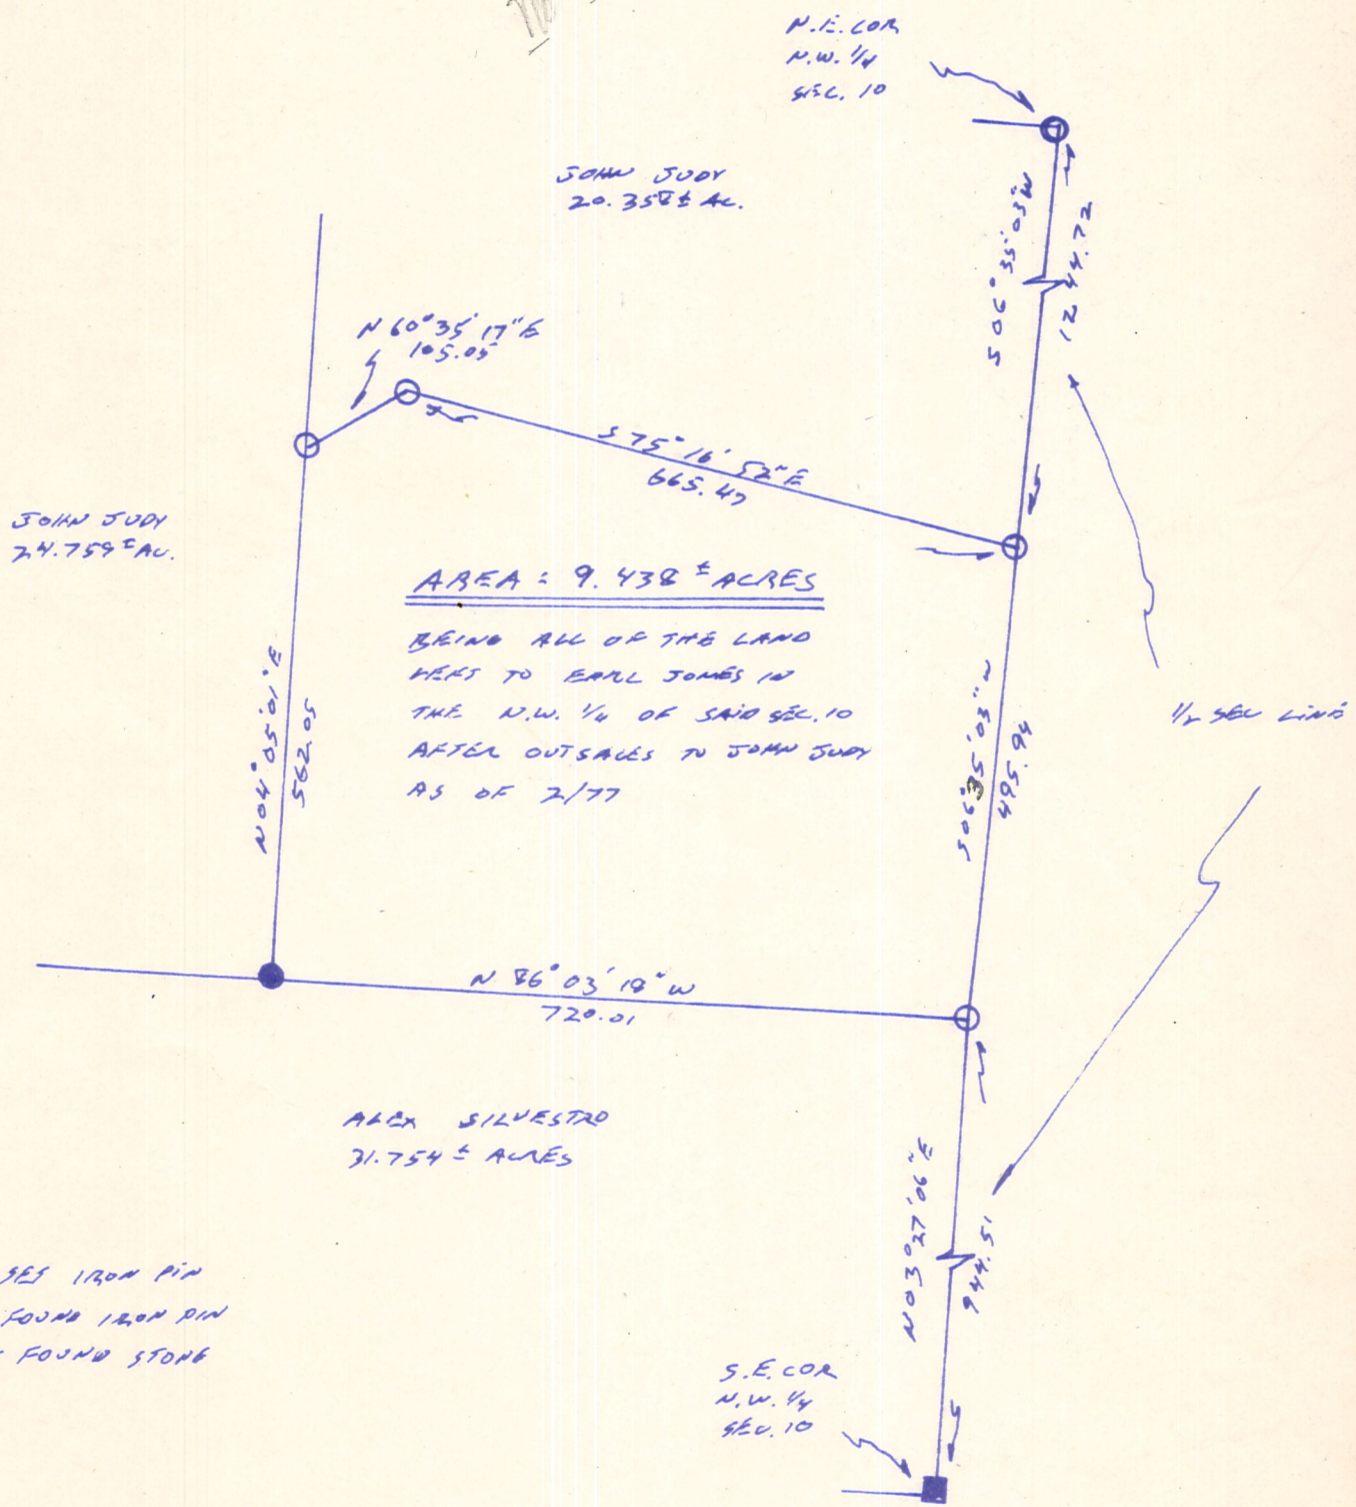 N.E. COR
N.W. 1/4
SEC. 10
JOHN JUDY
20.358± AC.
S 06° 35' 03" W
1244.72
N 60° 35' 17" E
105.05
S 75° 16' 52" E
665.47
JOHN JUDY
24.759± AC.
AREA = 9.438± ACRES
BEING ALL OF THE LAND
LEFT TO EARL JONES IN
THE N.W. 1/4 OF SAID SEC. 10
AFTER OUTSALES TO JOHN JUDY
AS OF 2/77
N 04° 05' 01" E
562.05
S 06° 35' 03" W
495.94
1/2 SEC LINE
N 86° 03' 18" W
720.01
ALEX SILVESTRO
31.754± ACRES
N 03° 27' 06" E
944.51
SET IRON PIN
FOUND IRON PIN
FOUND STONE
S.E. COR
N.W. 1/4
SEC. 10